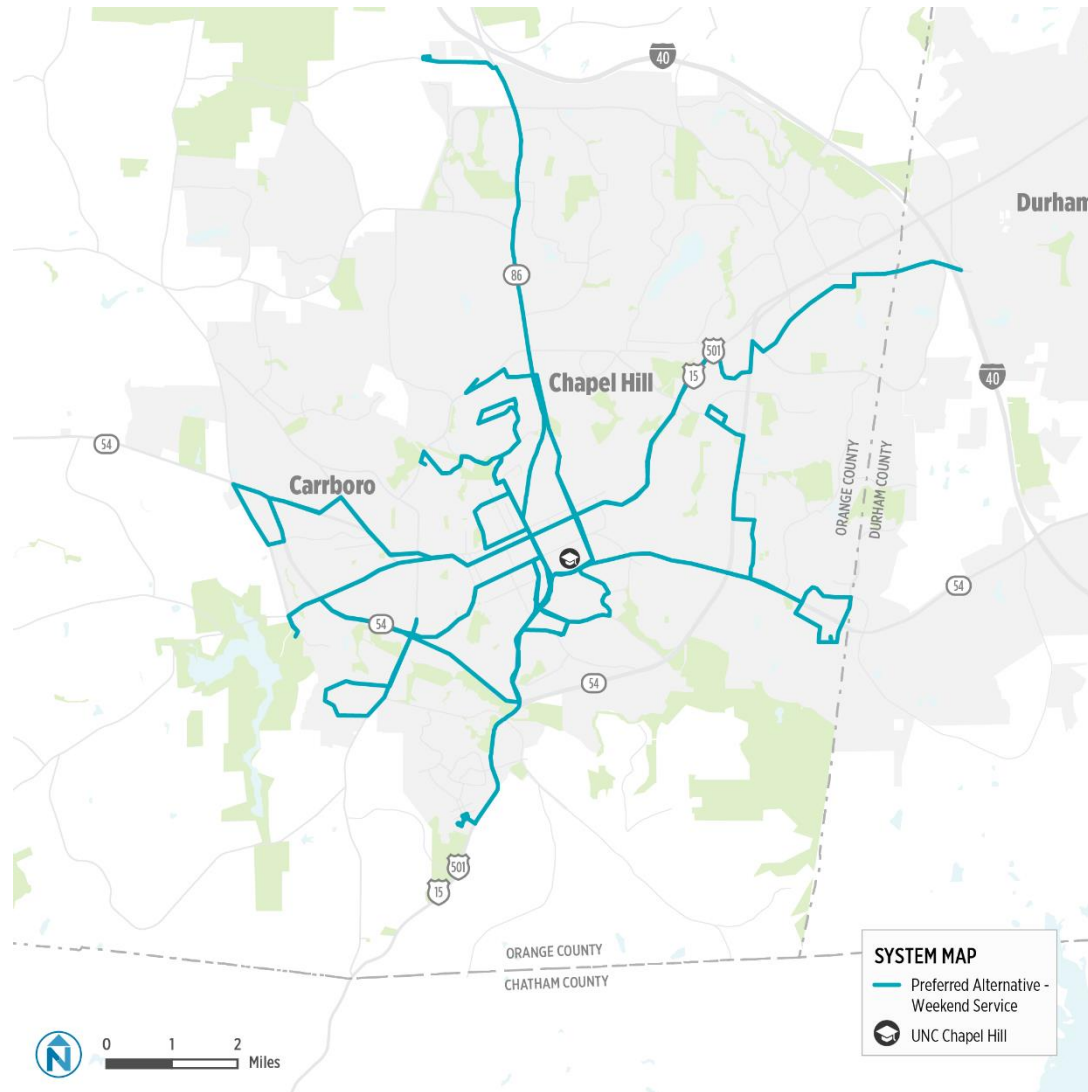 40
Durham
86
501
15
Chapel Hill
40
54
Carrboro
ORANGE COUNTY
DURHAM COUNTY
54
54
54
501
15
ORANGE COUNTY
CHATHAM COUNTY
SYSTEM MAP
Preferred Alternative -
Weekend Service
UNC Chapel Hill
N
0 1 2
Miles